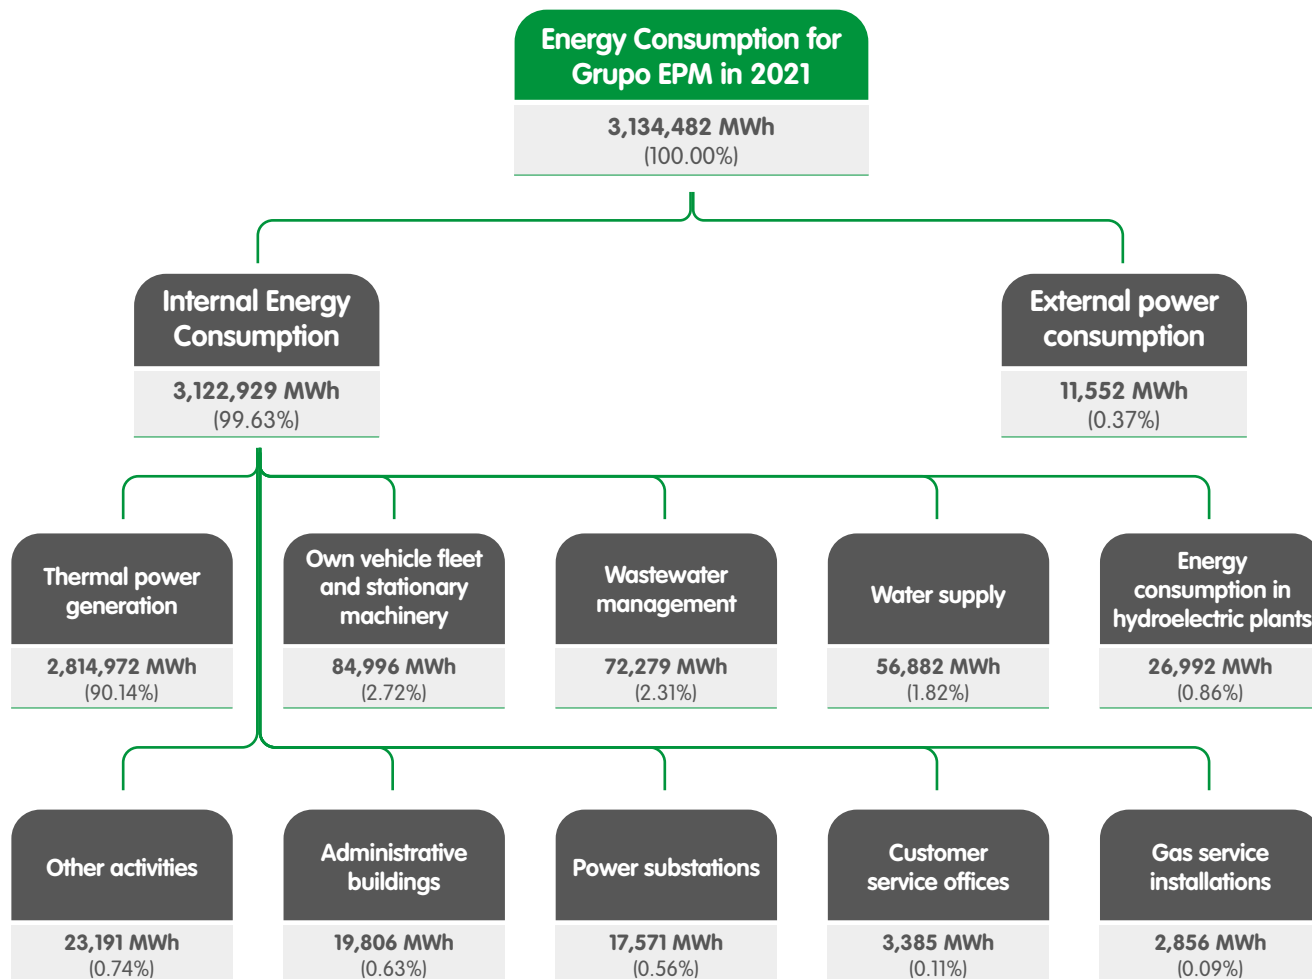 Energy Consumption for
Grupo EPM in 2021
3,134,482 MWh
(100.00%)
Internal Energy
Consumption
3,122,929 MWh
(99.63%)
External power
consumption
11,552 MWh
(0.37%)
Thermal power
generation
2,814,972 MWh
(90.14%)
Own vehicle fleet
and stationary
machinery
84,996 MWh
(2.72%)
Wastewater
management
72,279 MWh
(2.31%)
Water supply
56,882 MWh
(1.82%)
Energy
consumption in
hydroelectric plants
26,992 MWh
(0.86%)
Other activities
23,191 MWh
(0.74%)
Administrative
buildings
19,806 MWh
(0.63%)
Power substations
17,571 MWh
(0.56%)
Customer
service offices
3,385 MWh
(0.11%)
Gas service
installations
2,856 MWh
(0.09%)